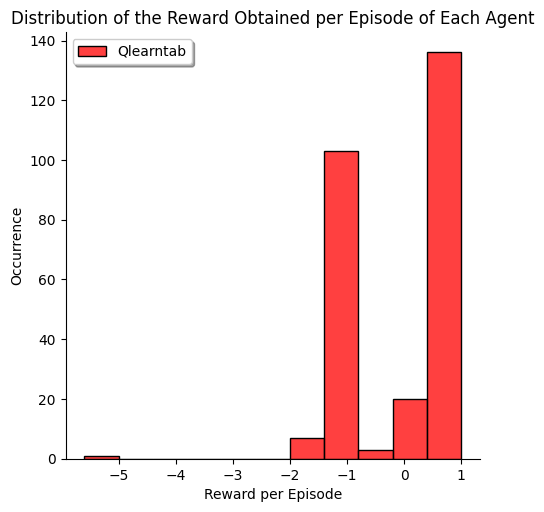 Distribution of the Reward Obtained per Episode of Each Agent
Qlearntab
140
120
100
80
60
40
20
0
Occurrence
−5 −4 −3 −2 −1 0 1
Reward per Episode